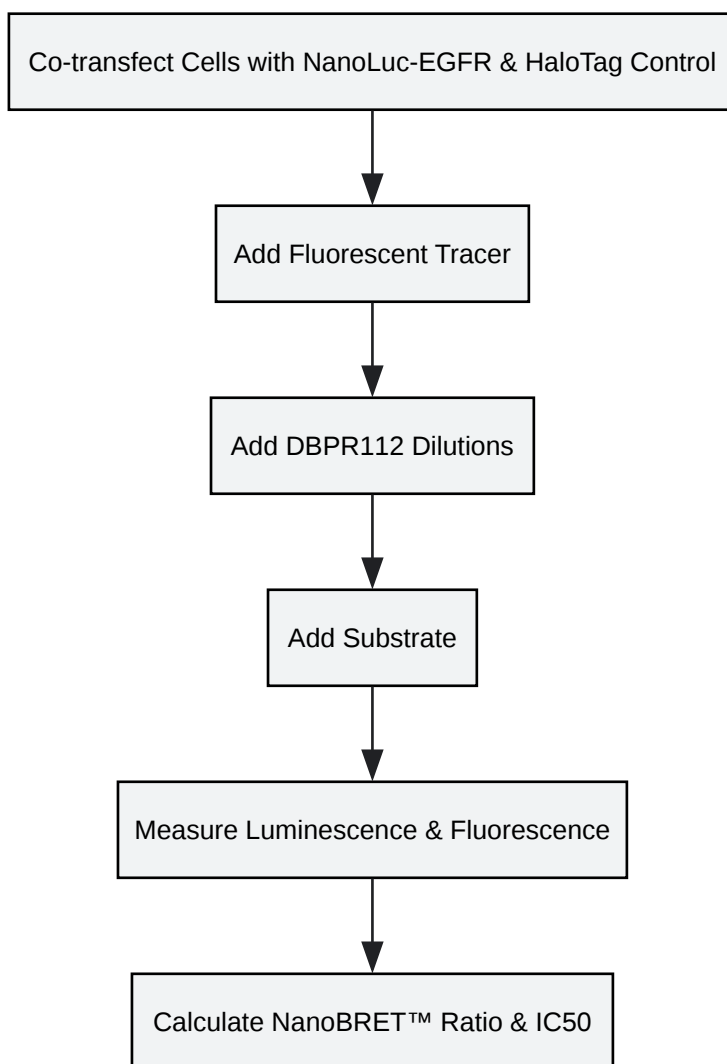 Co-transfect Cells with NanoLuc-EGFR & HaloTag Control
Add Fluorescent Tracer
Add DBPR112 Dilutions
Add Substrate
Measure Luminescence & Fluorescence
Calculate NanoBRET™ Ratio & IC50